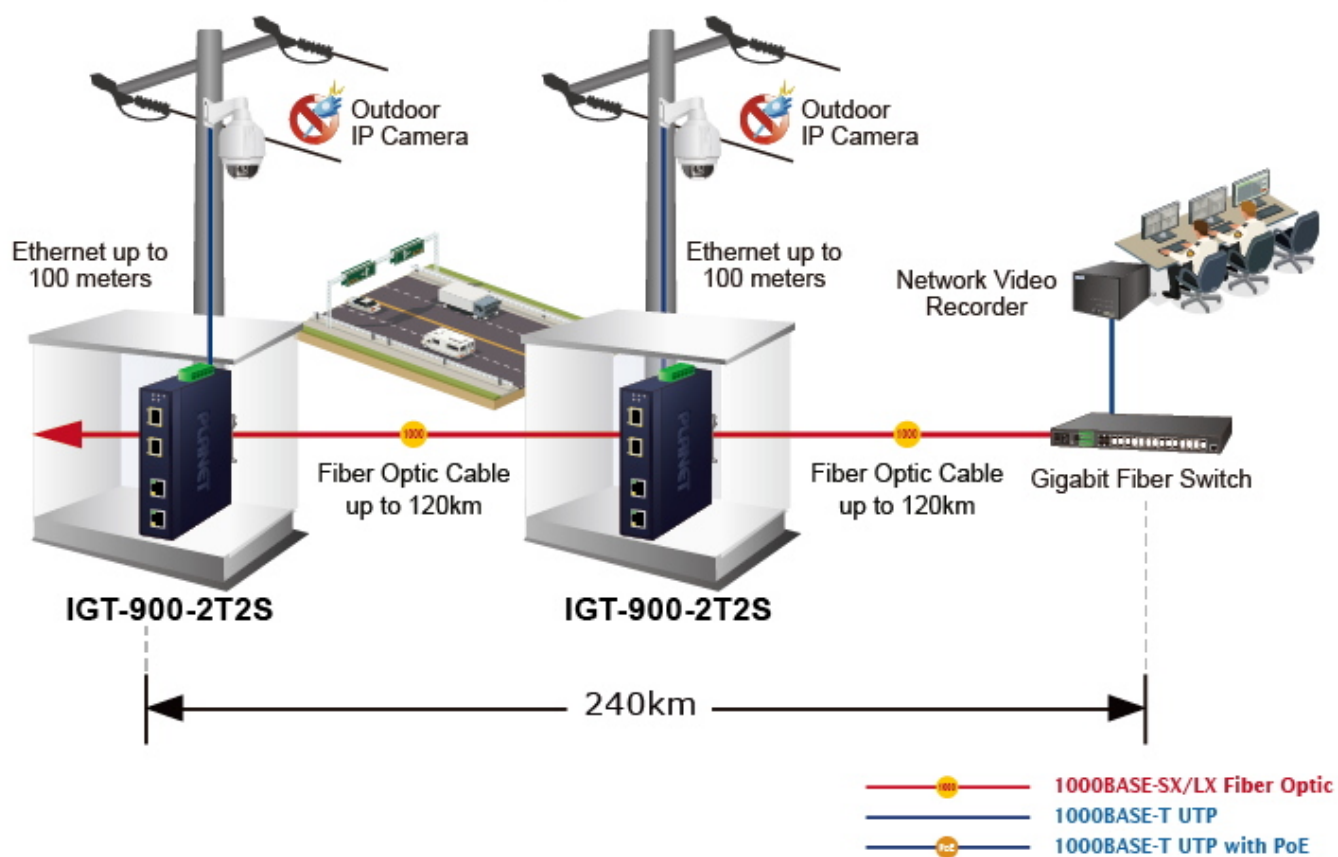 Outdoor
IP Camera
Outdoor
IP Camera
Ethernet up to
100 meters
Ethernet up to
100 meters
Network Video
Recorder
PLANET
PLANET
1000
Fiber Optic Cable
up to 120km
1000
Fiber Optic Cable
up to 120km
Gigabit Fiber Switch
IGT-900-2T2S
IGT-900-2T2S
240km
1000
1000BASE-SX/LX Fiber Optic
1000BASE-T UTP
PoE
1000BASE-T UTP with PoE